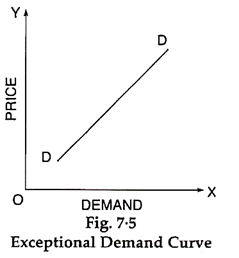 Y
D
PRICE
D
O
X
DEMAND
Fig. 7·5
Exceptional Demand Curve